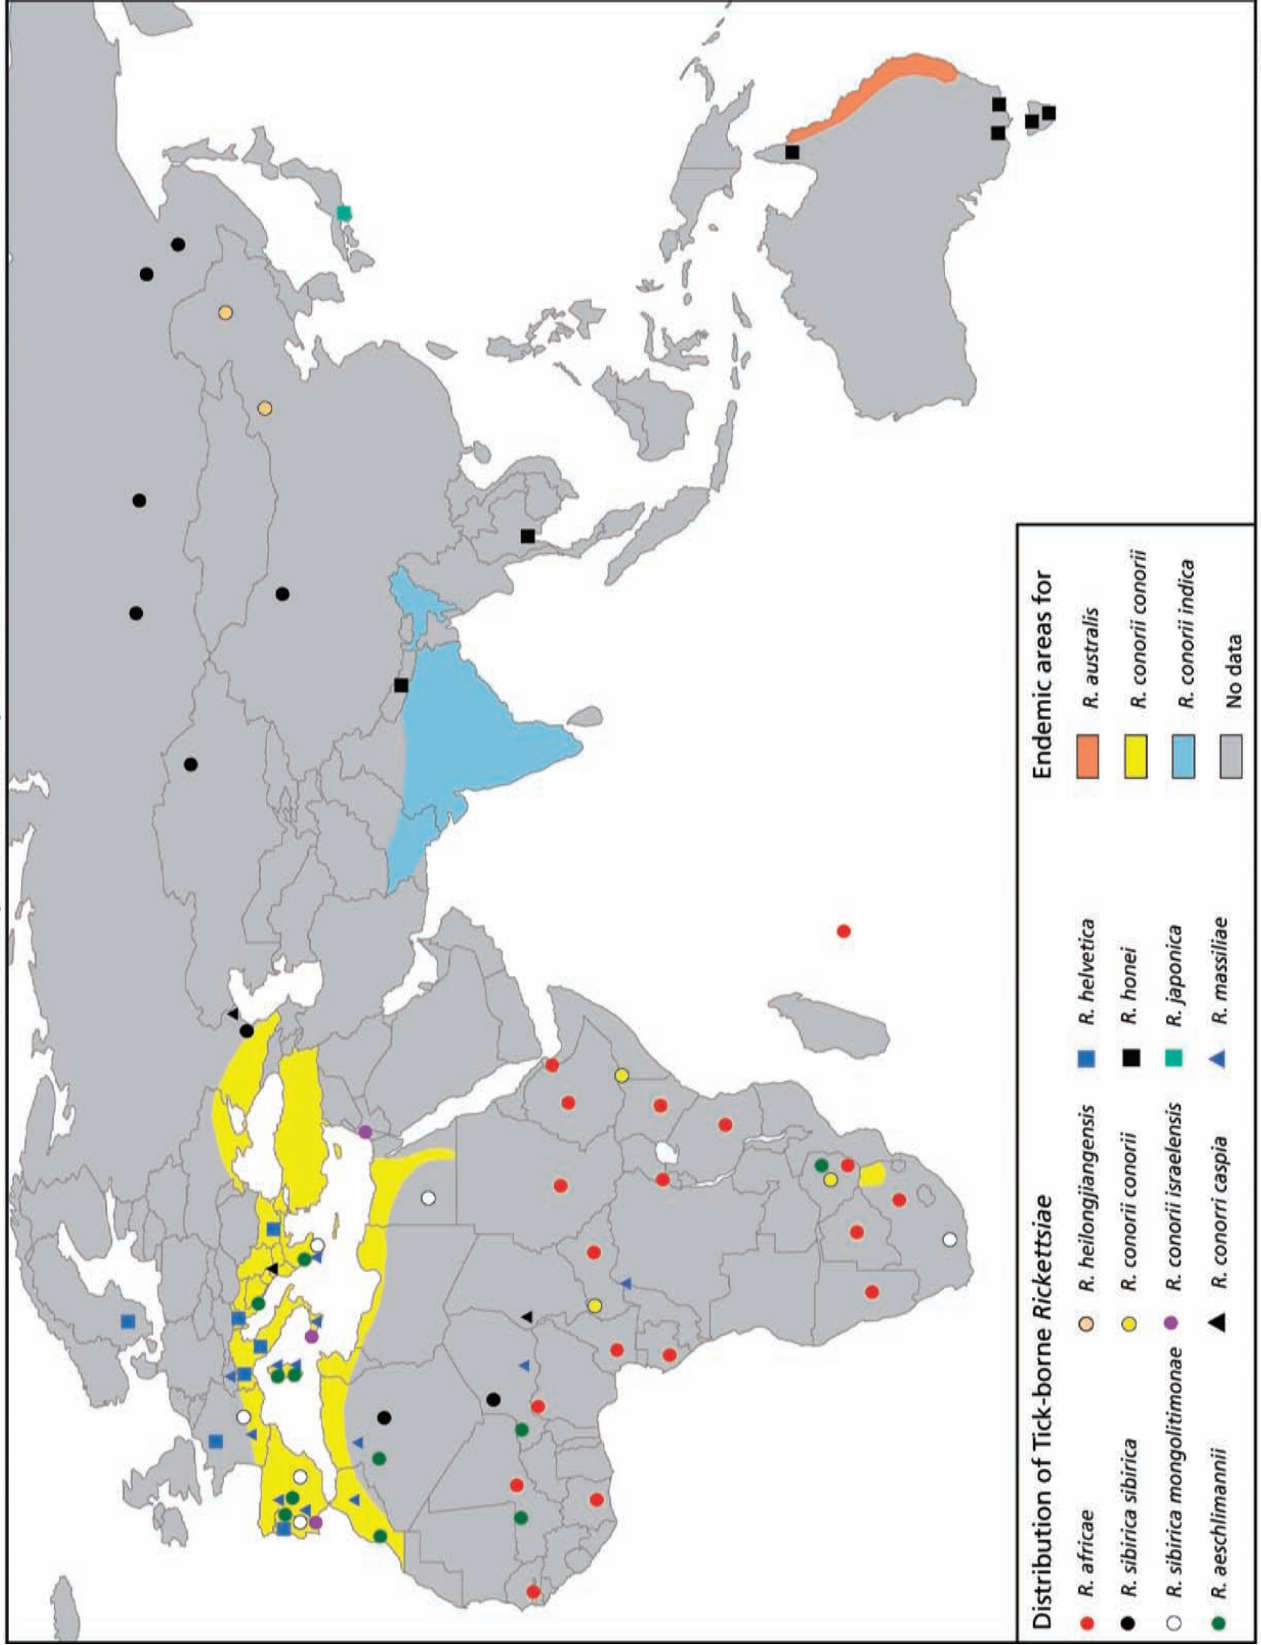 Distribution of Tick-borne Rickettsiae
R. africae
R. sibirica sibirica
R. sibirica mongolitimonae
R. aeschlimannii
R. heilongjiangensis
R. conorii conorii
R. conorii israelensis
R. conorri caspia
R. helvetica
R. honei
R. japonica
R. massiliae
Endemic areas for
R. australis
R. conorii conorii
R. conorii indica
No data